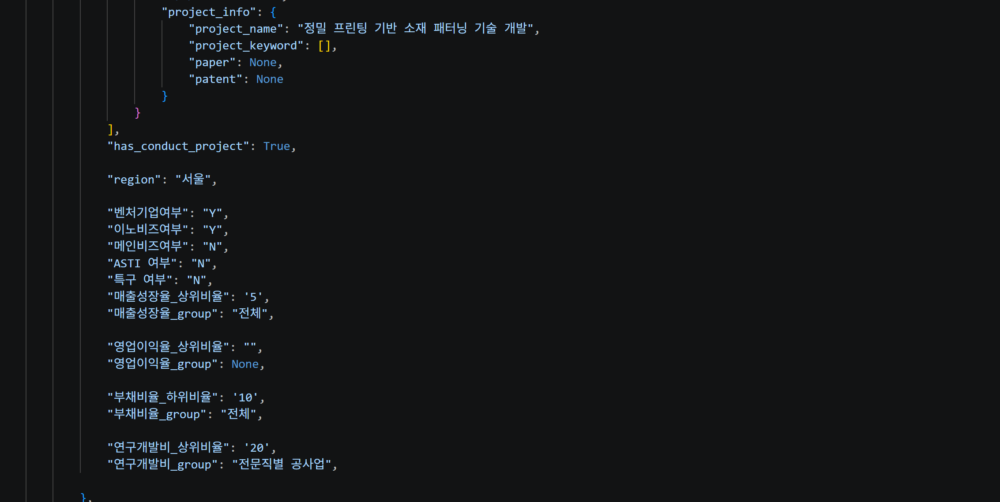 "project_info": {
"project_name": "정밀 프린팅 기반 소재 패터닝 기술 개발",
"project_keyword": [],
"paper": None,
"patent": None
}
}
],
"has_conduct_project": True,
"region": "서울",
"벤처기업여부": "Y",
"이노비즈여부": "Y",
"메인비즈여부": "N",
"ASTI 여부": "N",
"특구 여부": "N",
"매출성장율_상위비율": '5',
"매출성장율_group": "전체",
"영업이익율_상위비율": "",
"영업이익율_group": None,
"부채비율_하위비율": '10',
"부채비율_group": "전체",
"연구개발비_상위비율": '20',
"연구개발비_group": "전문직별 공사업",
},